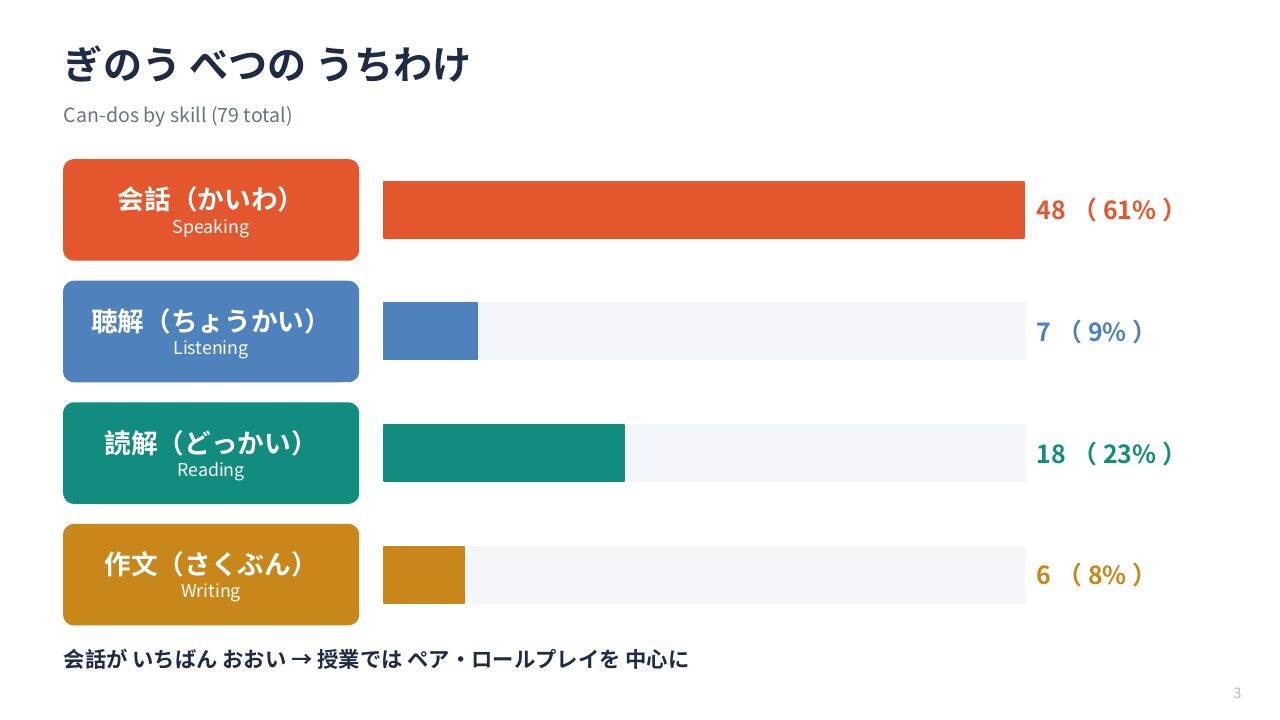 ぎのう べつの うちわけ
Can-dos by skill (79 total)
会話（かいわ）
Speaking
48 （ 61% ）
聴解（ちょうかい）
Listening
7 （ 9% ）
読解（どっかい）
Reading
18 （ 23% ）
作文（さくぶん）
Writing
6 （ 8% ）
会話が いちばん おおい → 授業では ペア・ロールプレイを 中心に
3